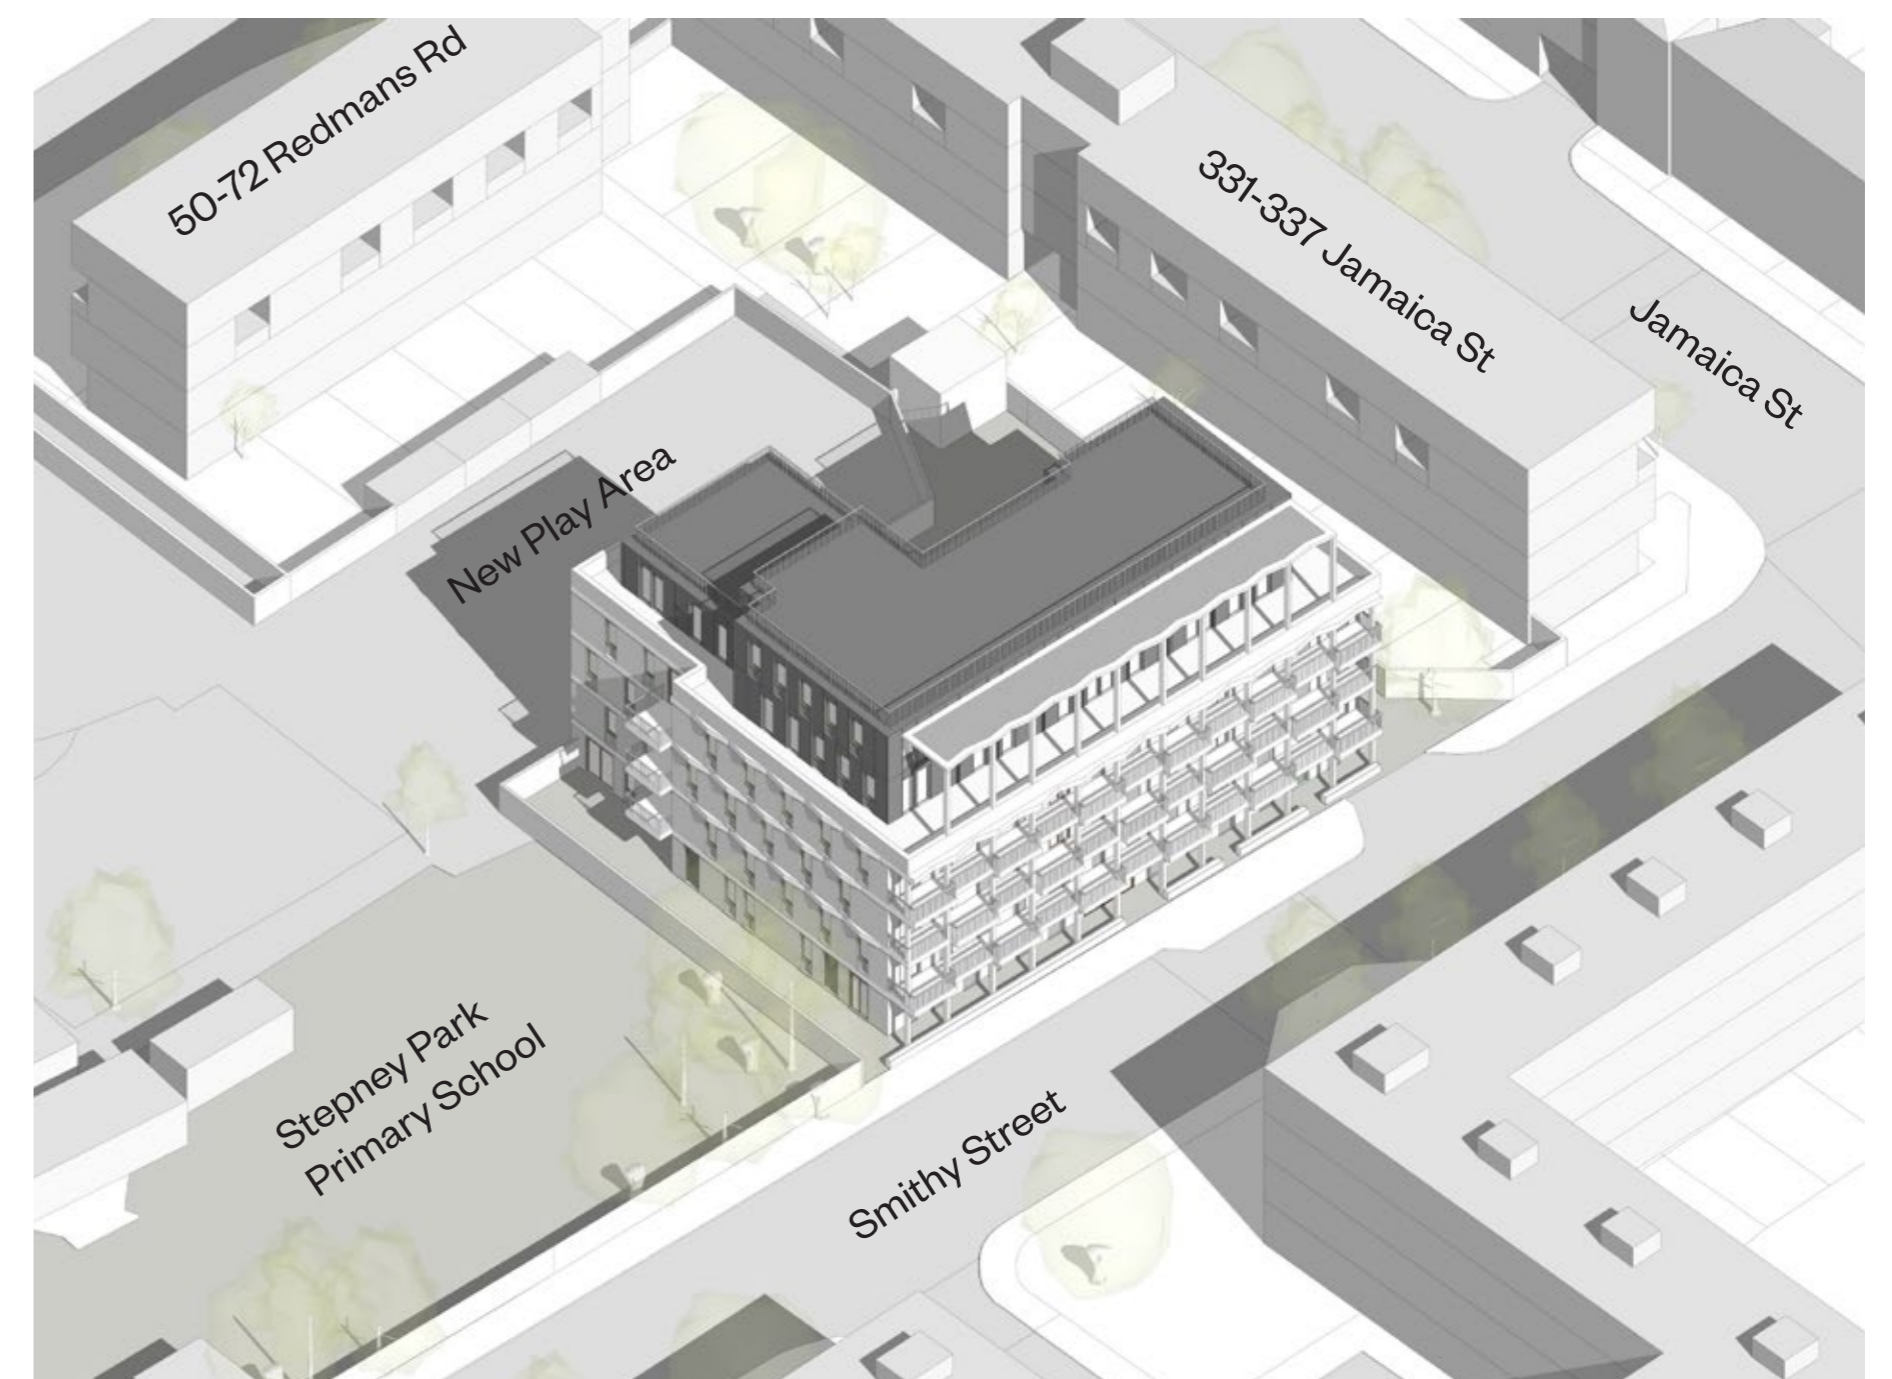 50-72 Redmans Rd
331-337 Jamaica St
Jamaica St
New Play Area
Stepney Park
Primary School
Smithy Street